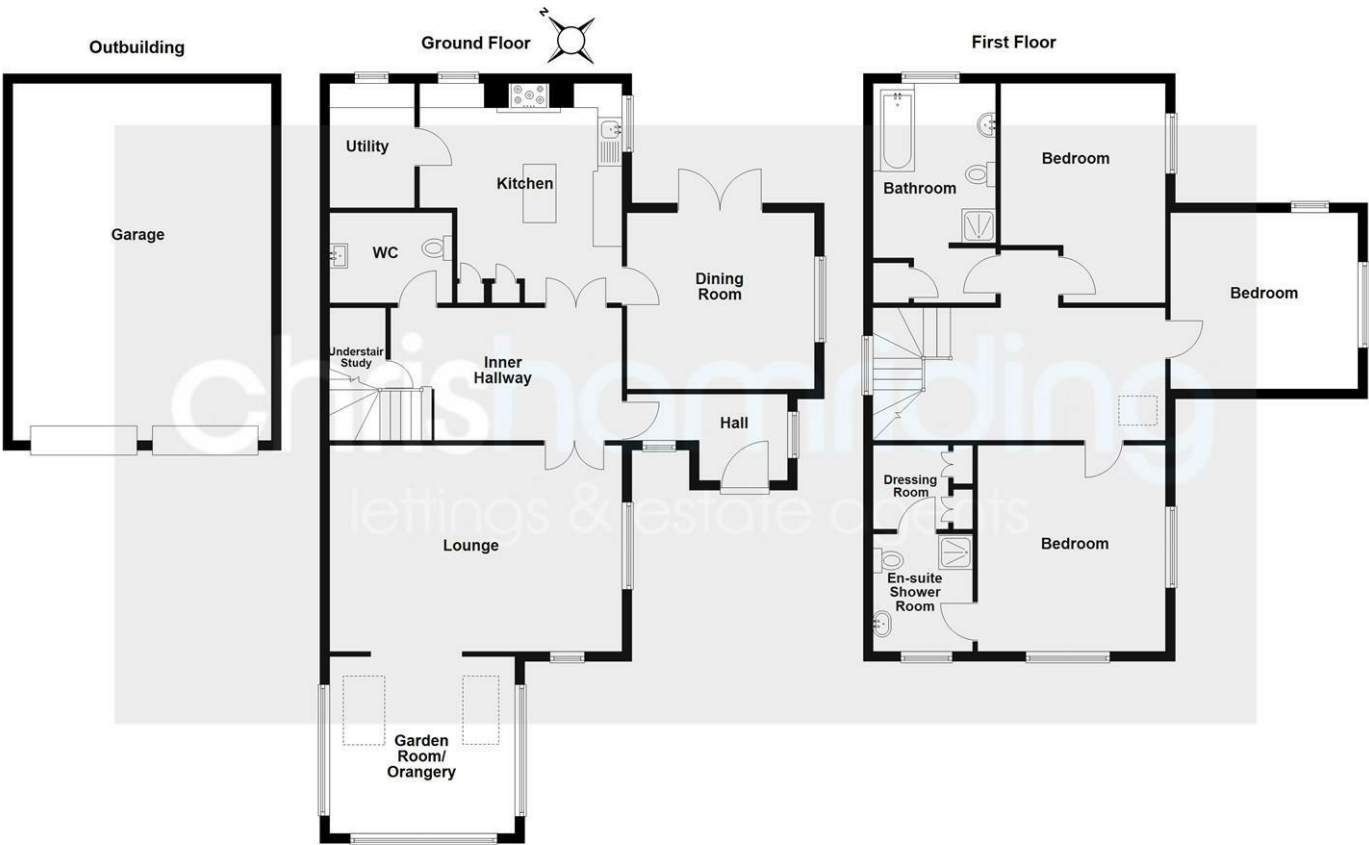 Outbuilding
Garage
Ground Floor
N
Utility
Kitchen
WC
Dining
Room
Understair
Study
Inner
Hallway
Hall
Lounge
Garden
Room/
Orangery
First Floor
Bathroom
Bedroom
Bedroom
Dressing
Room
Bedroom
En-suite
Shower
Room
chrishamriding
lettings & estate agents